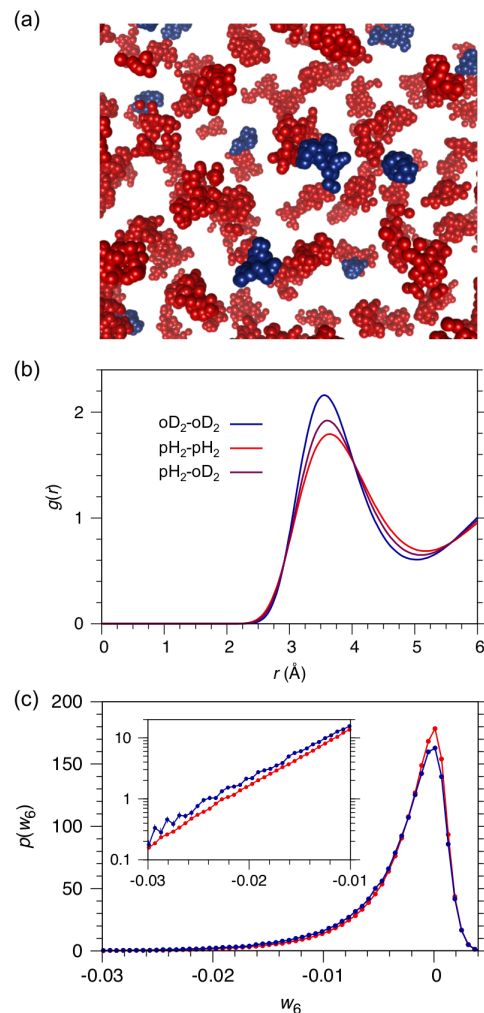 (a)
(b)
2
1
0
g(r)
oD₂-oD₂
pH₂-pH₂
pH₂-oD₂
0 1 2 3 4 5 6
r (Å)
(c)
200
150
100
50
0
p(w₆)
10
1
0.1
-0.03 -0.02 -0.01
-0.03 -0.02 -0.01 0
w₆